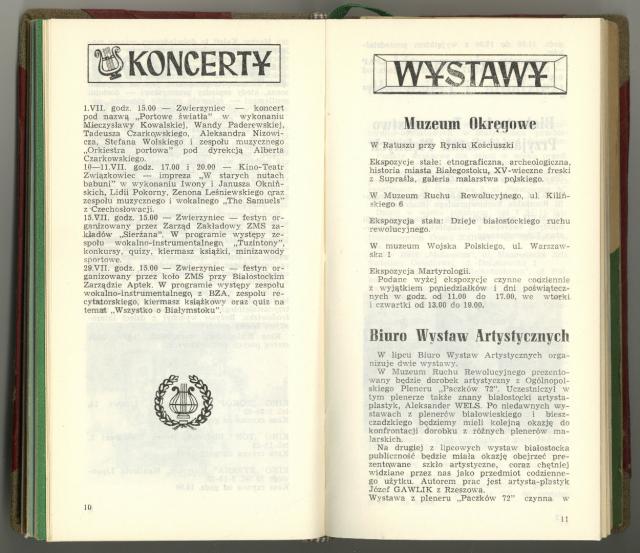 KONCERTY
1.VII. godz. 15.00 — Zwierzyniec — koncert
pod nazwą „Portowe światła” w wykonaniu
Mieczysławy Kowalskiej, Wandy Paderewskiej,
Tadeusza Czarkowskiego, Aleksandra Nizowi-
cza, Stefana Wolskiego i zespołu muzycznego
„Orkiestra portowa” pod dyrekcją Alberta
Czarkowskiego.
10—11.VII. godz. 17.00 i 20.00 — Kino-Teatr
Związkowiec — impreza „W starych nutach
babuni” w wykonaniu Iwony i Janusza Okniń-
skich, Lidii Pokorny, Zenona Leśniewskiego oraz
zespołu muzycznego i wokalnego „The Samuels”
z Czechosłowacji.
15.VII. godz. 15.00 — Zwierzyniec — festyn or-
ganizowany przez Zarząd Zakładowy ZMS za-
kładów „Sierżana”. W programie występy ze-
społu wokalno-instrumentalnego „Tuzintony”,
konkursy, quizy, kiermasz książki, minizawody
sportowe.
29.VII. godz. 15.00 — Zwierzyniec — festyn or-
ganizowany przez koło ZMS przy Białostockim
Zarządzie Aptek. W programie występy zespołu
wokalno-instrumentalnego z BZA, zespołu re-
cytatorskiego, kiermasz książkowy oraz quiz na
temat „Wszystko o Białymstoku”.
10
WYSTAWY
Muzeum Okręgowe
W Ratuszu przy Rynku Kościuszki
Ekspozycje stałe: etnograficzna, archeologiczna,
historia miasta Białegostoku, XV-wieczne freski
z Supraśla, galeria malarstwa polskiego.
W Muzeum Ruchu Rewolucyjnego, ul. Kiliń-
skiego 6
Ekspozycja stała: Dzieje białostockiego ruchu
rewolucyjnego.
W muzeum Wojska Polskiego, ul. Warszaw-
ska 1
Ekspozycja Martyrologii.
Podane wyżej ekspozycje czynne codziennie
z wyjątkiem poniedziałków i dni poświątecz-
nych w godz. od 11.00 do 17.00, we wtorki
i czwartki od 13.00 do 19.00.
Biuro Wystaw Artystycznych
W lipcu Biuro Wystaw Artystycznych orga-
nizuje dwie wystawy.
W Muzeum Ruchu Rewolucyjnego prezento-
wany będzie dorobek artystyczny z Ogólnopol-
skiego Pleneru „Paczków 72”. Uczestniczył w
tym plenerze także znany białostocki artysta-
plastyk, Aleksander WELS. Po niedawnych wy-
stawach z plenerów białowieskiego i biesz-
czadzkiego będziemy mieli kolejną okazję do
konfrontacji dorobku z różnych plenerów ma-
larskich.
Na drugiej z lipcowych wystaw białostocka
publiczność będzie miała okazję obejrzeć pre-
zentowane szkło artystyczne, coraz chętniej
widziane przez nas jako przedmiot codzienne-
go użytku. Autorem prac jest artysta-plastyk
Józef GAWLIK z Rzeszowa.
Wystawa z pleneru „Paczków 72” czynna w
11